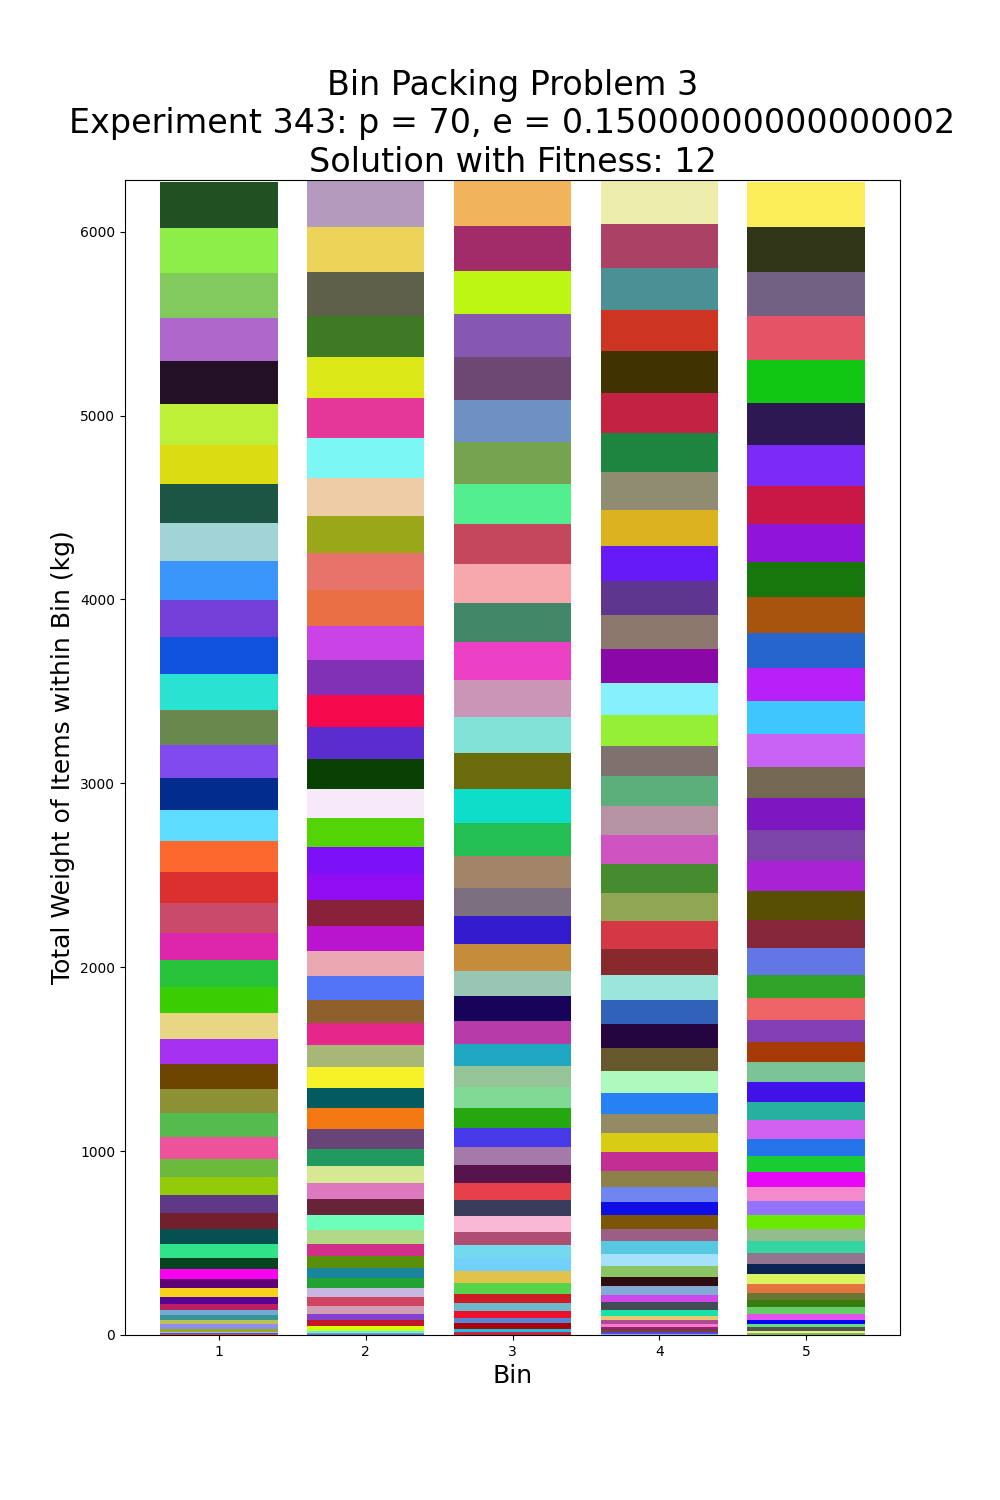 Bin Packing Problem 3
Experiment 343: p = 70, e = 0.15000000000000002
Solution with Fitness: 12
Total Weight of Items within Bin (kg)
6000
5000
4000
3000
2000
1000
0
1 2 3 4 5
Bin